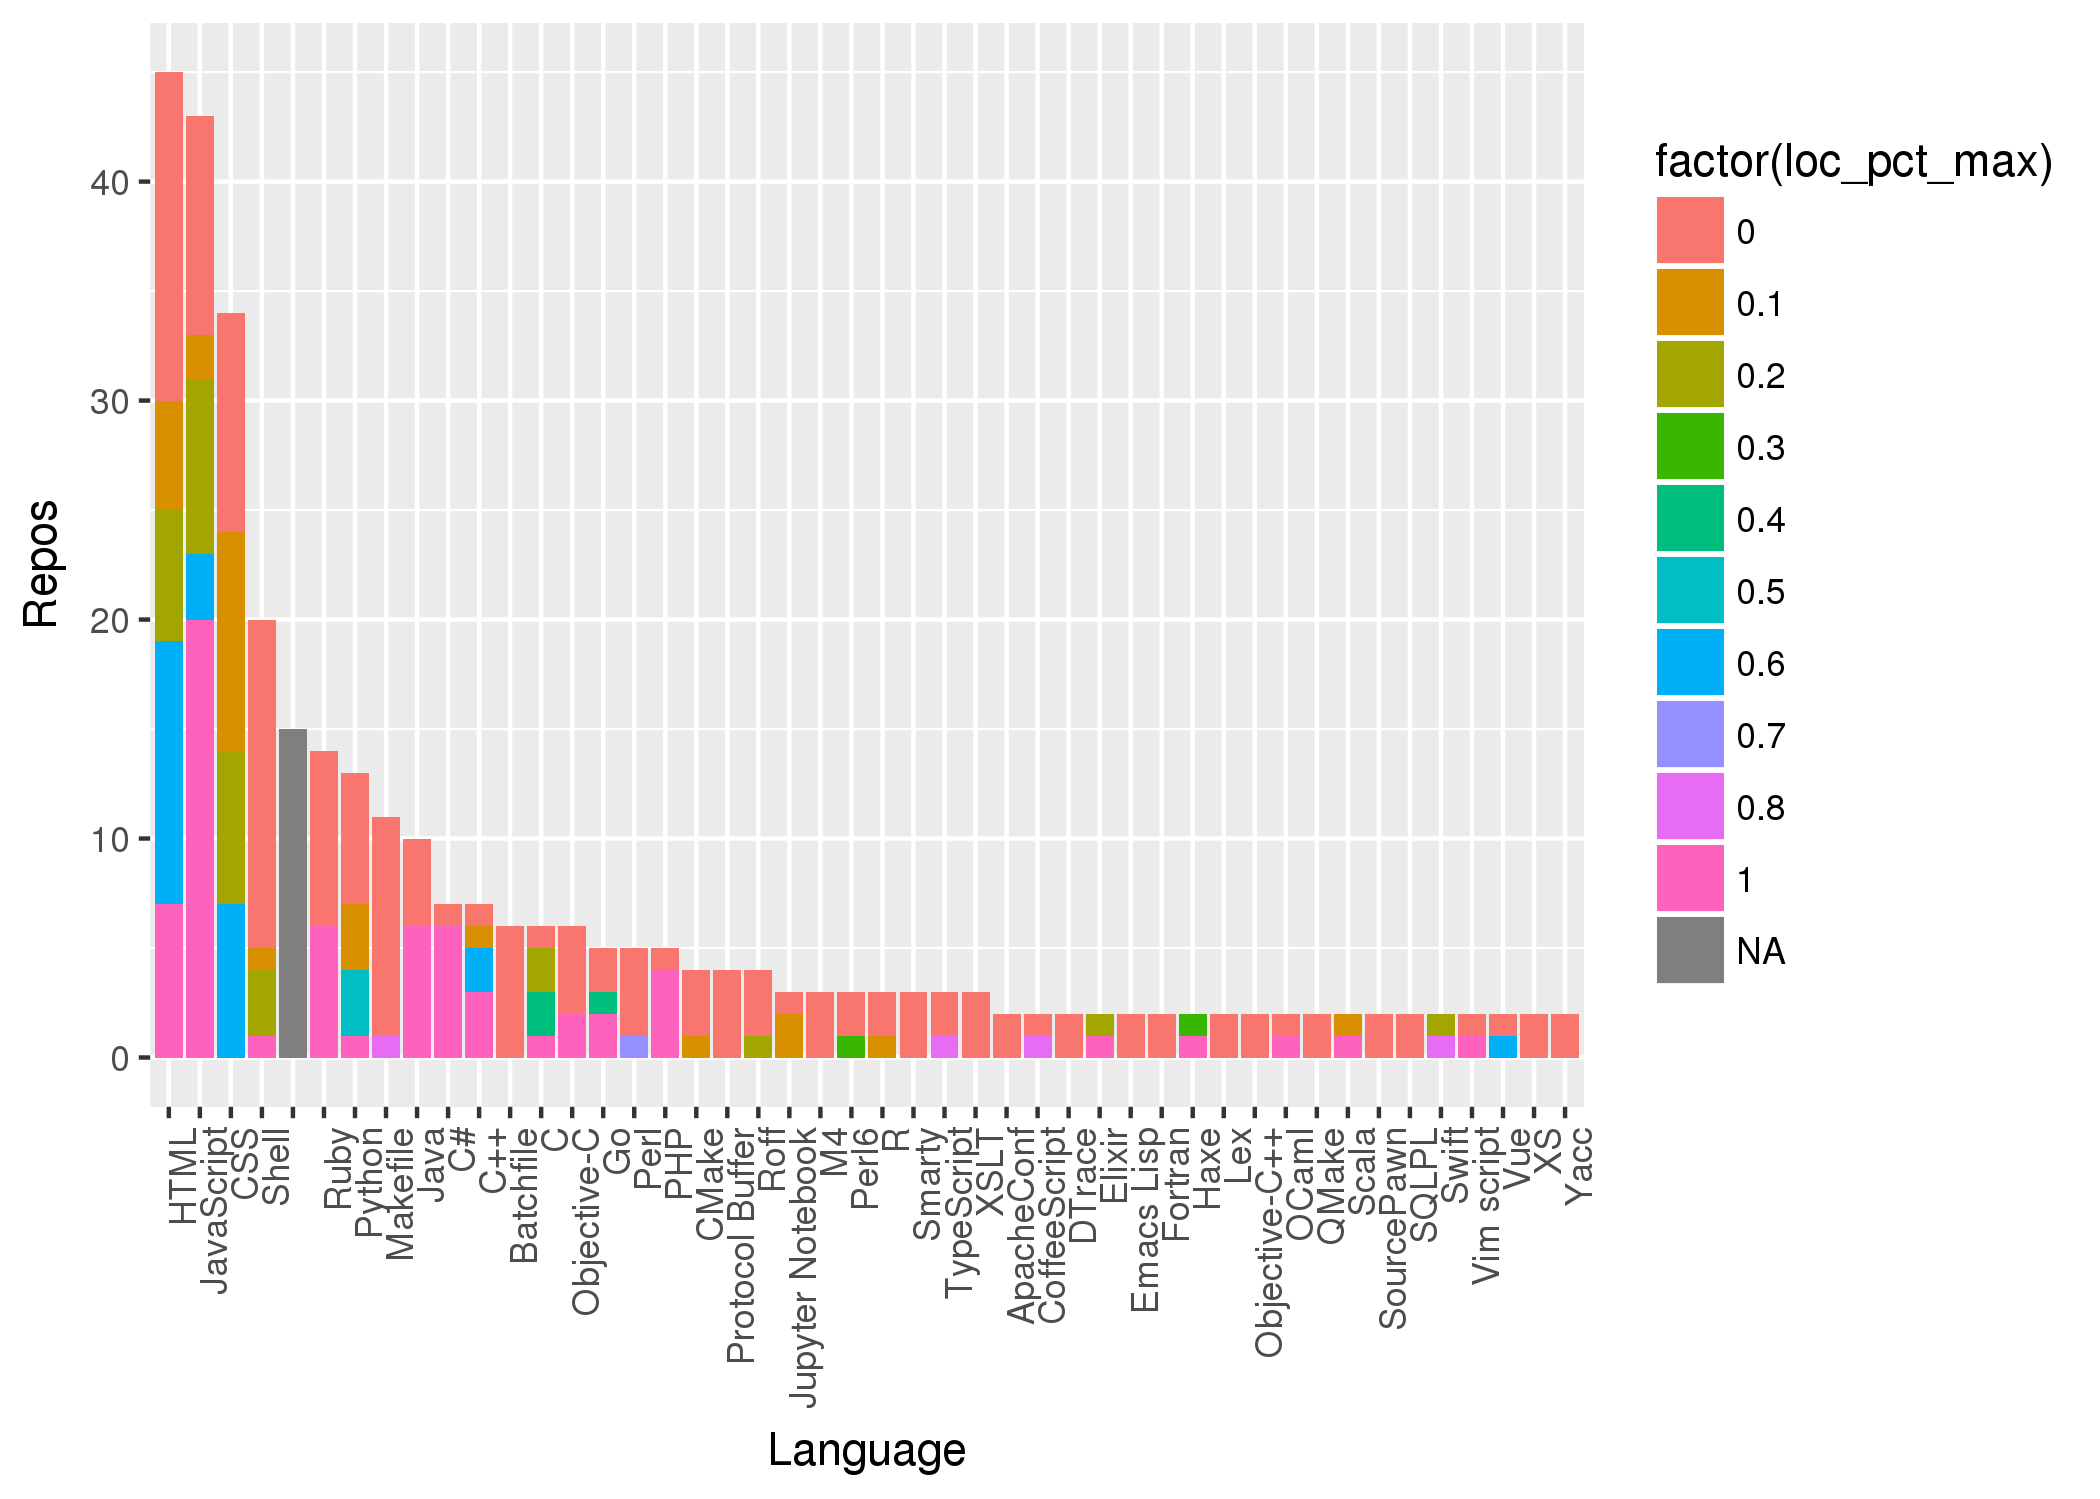 factor(loc_pct_max)
0
0.1
0.2
0.3
0.4
0.5
0.6
0.7
0.8
1
NA
Repos
40
30
20
10
0
HTML
JavaScript
CSS
Shell
Ruby
Python
Makefile
Java
C#
C++
Batchfile
C
Objective-C
Go
Perl
PHP
CMake
Protocol Buffer
Roff
Jupyter Notebook
M4
Perl6
R
Smarty
TypeScript
XSLT
ApacheConf
CoffeeScript
DTrace
Elixir
Emacs Lisp
Fortran
Haxe
Lex
Objective-C++
OCaml
QMake
Scala
SourcePawn
SQLPL
Swift
Vim script
Vue
XS
Yacc
Language